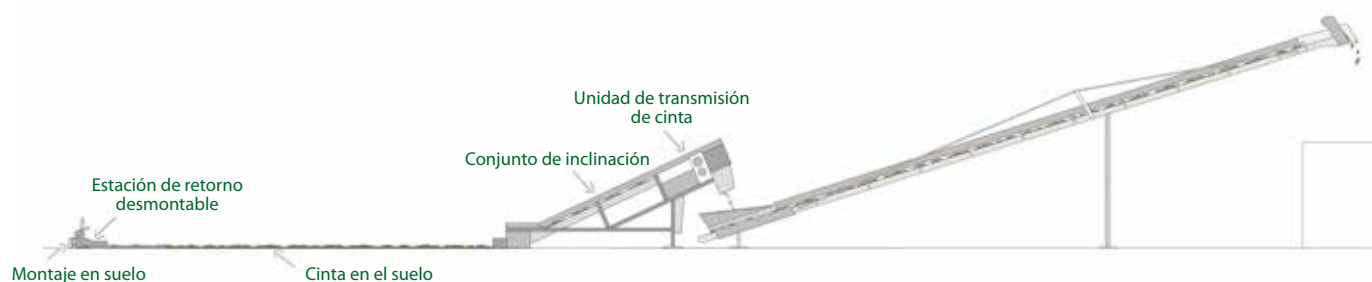 Unidad de transmisión
de cinta
Conjunto de inclinación
Estación de retorno
desmontable
Montaje en suelo
Cinta en el suelo